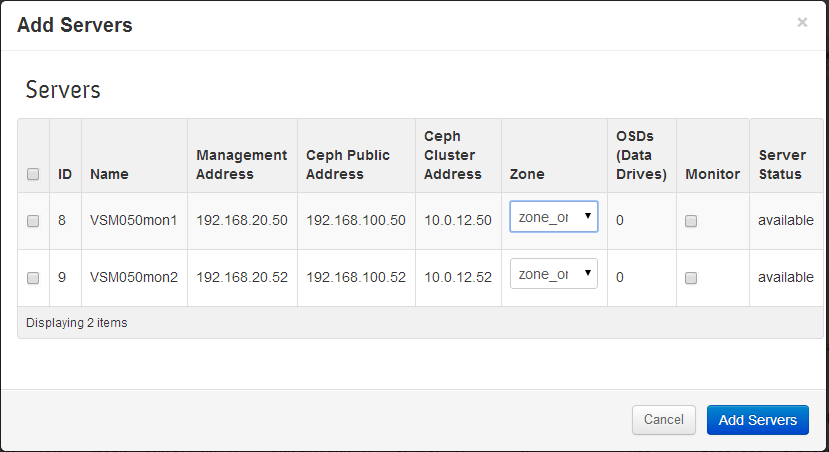 Add Servers ×
Servers
ID Name Management Address Ceph Public Address Ceph Cluster Address Zone OSDs (Data Drives) Monitor Server Status
8 VSM050mon1 192.168.20.50 192.168.100.50 10.0.12.50 zone_or 0 available
9 VSM050mon2 192.168.20.52 192.168.100.52 10.0.12.52 zone_or 0 available
Displaying 2 items
Cancel Add Servers